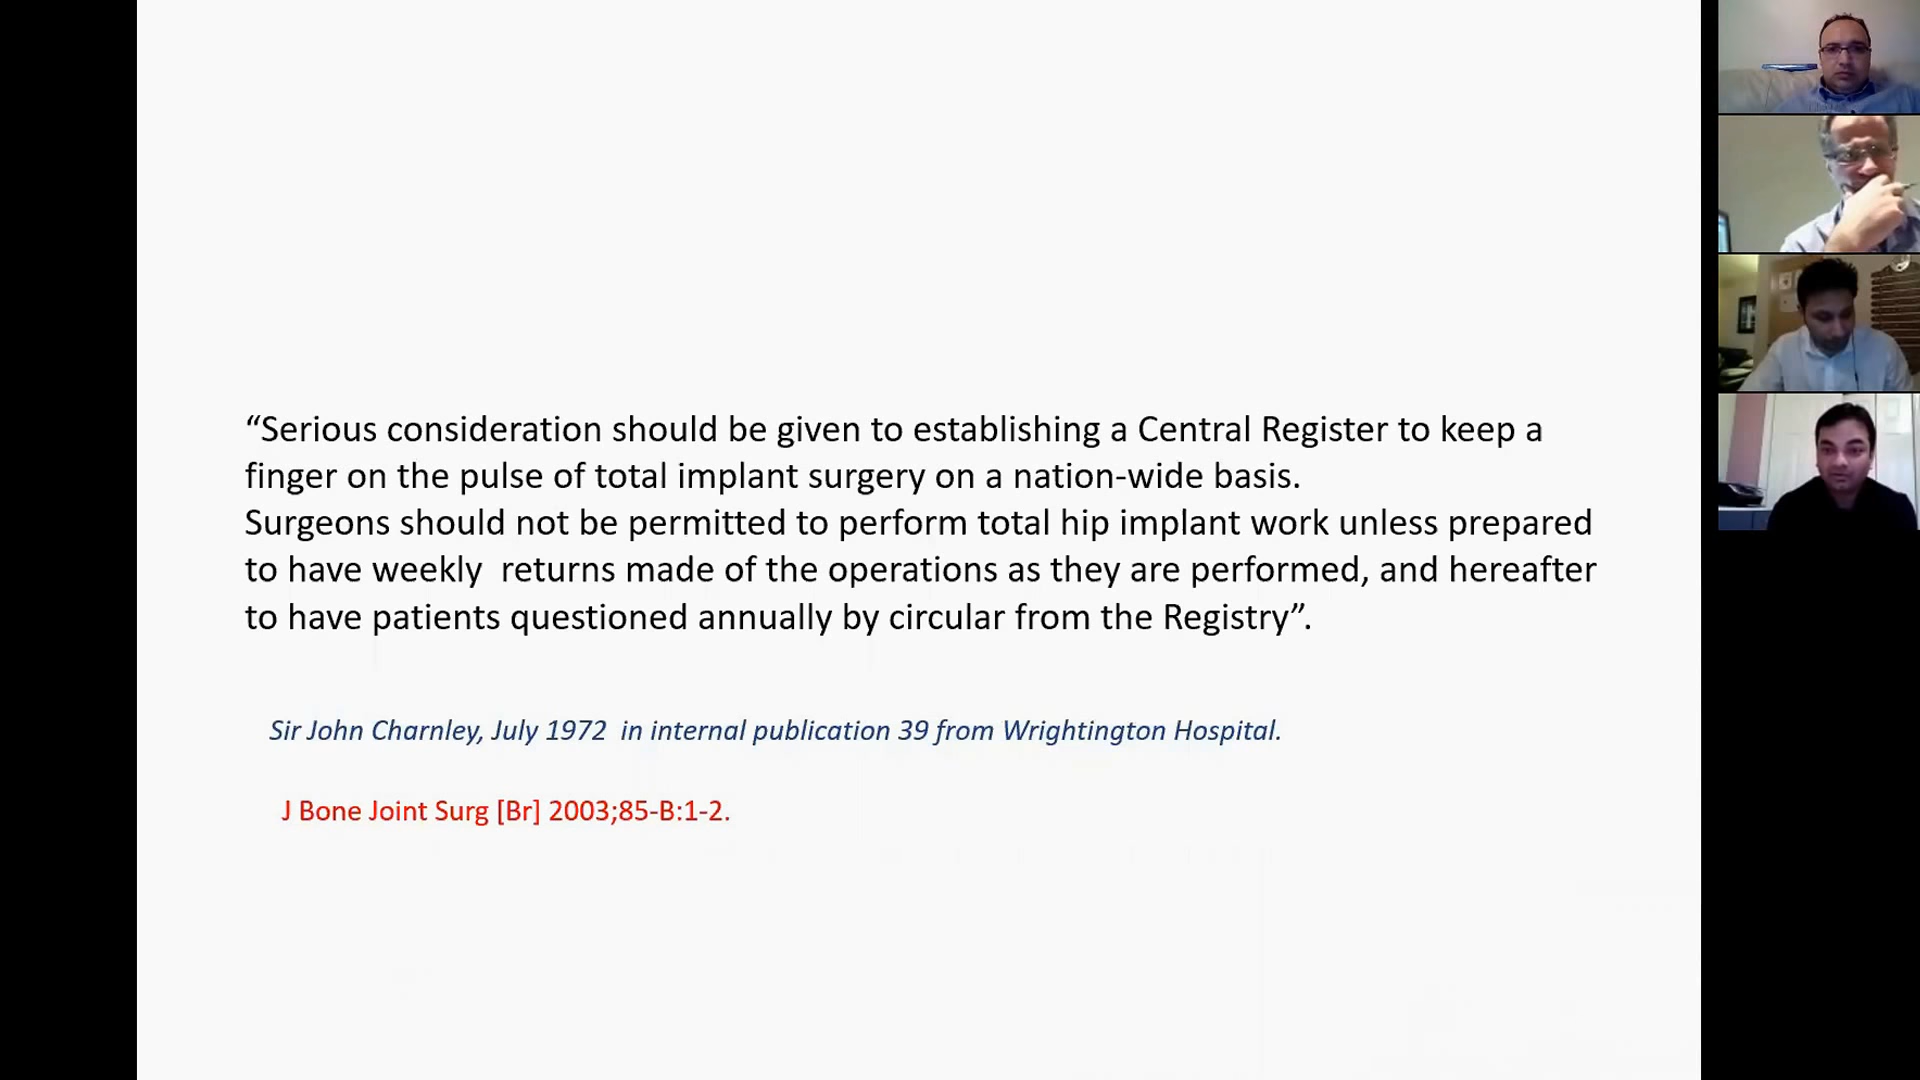 “Serious consideration should be given to establishing a Central Register to keep a
finger on the pulse of total implant surgery on a nation-wide basis.
Surgeons should not be permitted to perform total hip implant work unless prepared
to have weekly  returns made of the operations as they are performed, and hereafter
to have patients questioned annually by circular from the Registry”.
Sir John Charnley, July 1972  in internal publication 39 from Wrightington Hospital.
J Bone Joint Surg [Br] 2003;85-B:1-2.